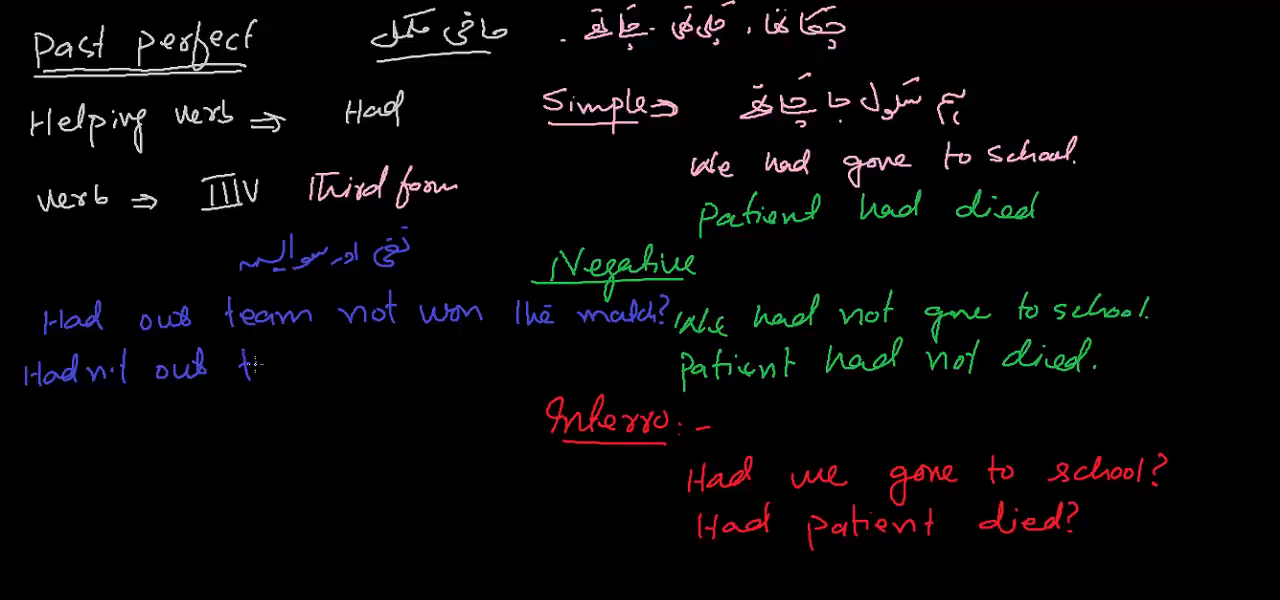 Past perfect ماضی مکمل چکا تھا، چکی تھی۔ چکے تھے۔
Helping verb ⇒ Had
verb ⇒ IIIV Third form
Simple ⇒ ہم سکول جا چکے تھے
We had gone to school.
Patient had died
Negative
We had not gone to school.
Patient had not died.
Interro:-
Had we gone to school?
Had patient died?
نفی اور سوالیہ
Had our team not won the match?
Hadn't our t